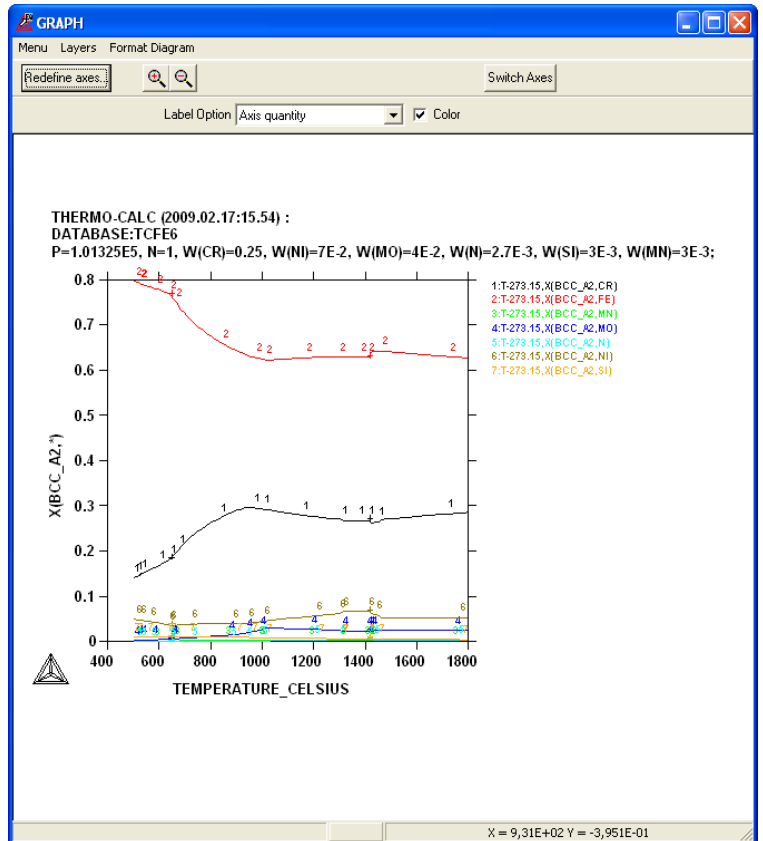 GRAPH
Menu Layers Format Diagram
Redefine axes...
Switch Axes
Label Option Axis quantity Color
THERMO-CALC (2009.02.17:15.54) :
DATABASE:TCFE6
P=1.01325E5, N=1, W(CR)=0.25, W(NI)=7E-2, W(MO)=4E-2, W(N)=2.7E-3, W(SI)=3E-3, W(MN)=3E-3;
1:T-273.15,X(BCC_A2,CR)
2:T-273.15,X(BCC_A2,FE)
3:T-273.15,X(BCC_A2,MN)
4:T-273.15,X(BCC_A2,MO)
5:T-273.15,X(BCC_A2,N)
6:T-273.15,X(BCC_A2,NI)
7:T-273.15,X(BCC_A2,SI)
0.8
0.7
0.6
0.5
0.4
0.3
0.2
0.1
0
X(BCC_A2,*)
400 600 800 1000 1200 1400 1600 1800
TEMPERATURE_CELSIUS
X = 9,31E+02 Y = -3,951E-01